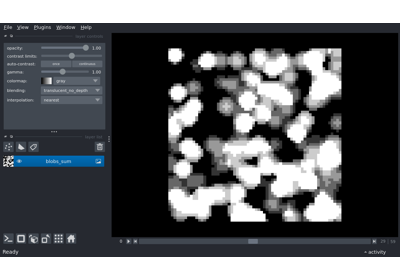 File View Plugins Window Help
opacity: 1.00
contrast limits:
auto-contrast: once continuous
gamma: 1.00
colormap: gray
blending: translucent_no_depth
interpolation: nearest
blobs_sum
Ready
activity